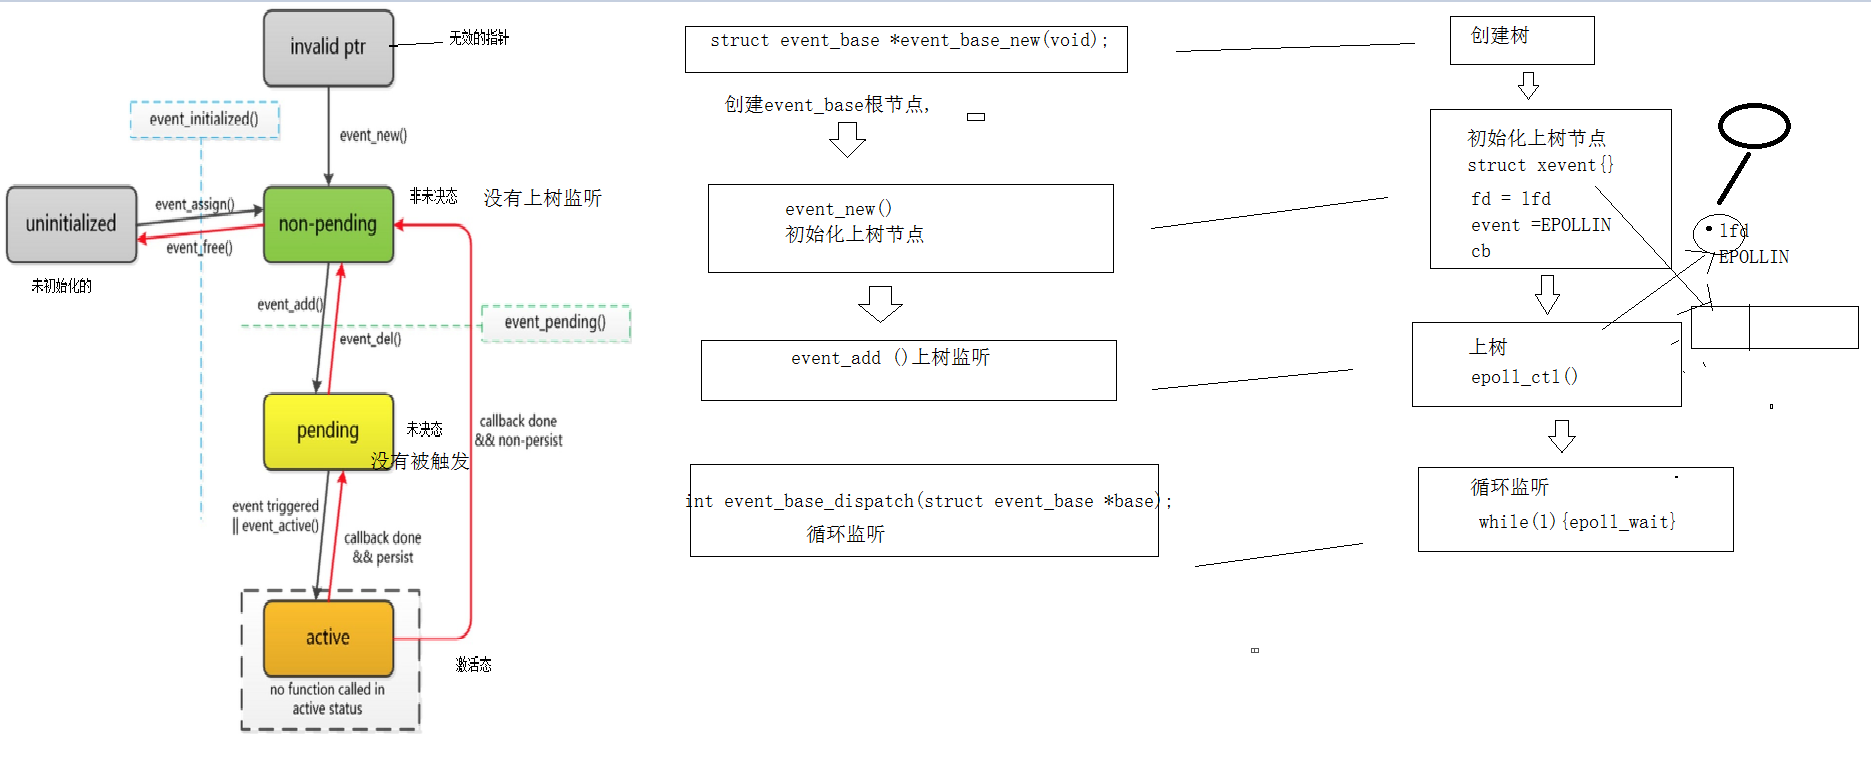 invalid ptr
无效的指针
event_initialized()
event_new()
uninitialized
event_assign()
event_free()
non-pending
非未决态
没有上树监听
未初始化的
event_add()
event_del()
event_pending()
pending
未决态
没有被触发
callback done
&& non-persist
event triggered
|| event_active()
callback done
&& persist
active
激活态
no function called in
active status
struct event_base *event_base_new(void);
创建event_base根节点,
event_new()
初始化上树节点
event_add ()上树监听
int event_base_dispatch(struct event_base *base);
循环监听
创建树
初始化上树节点
struct xevent{}
fd = lfd
event =EPOLLIN
cb
lfd
EPOLLIN
上树
epoll_ctl()
循环监听
while(1){epoll_wait}